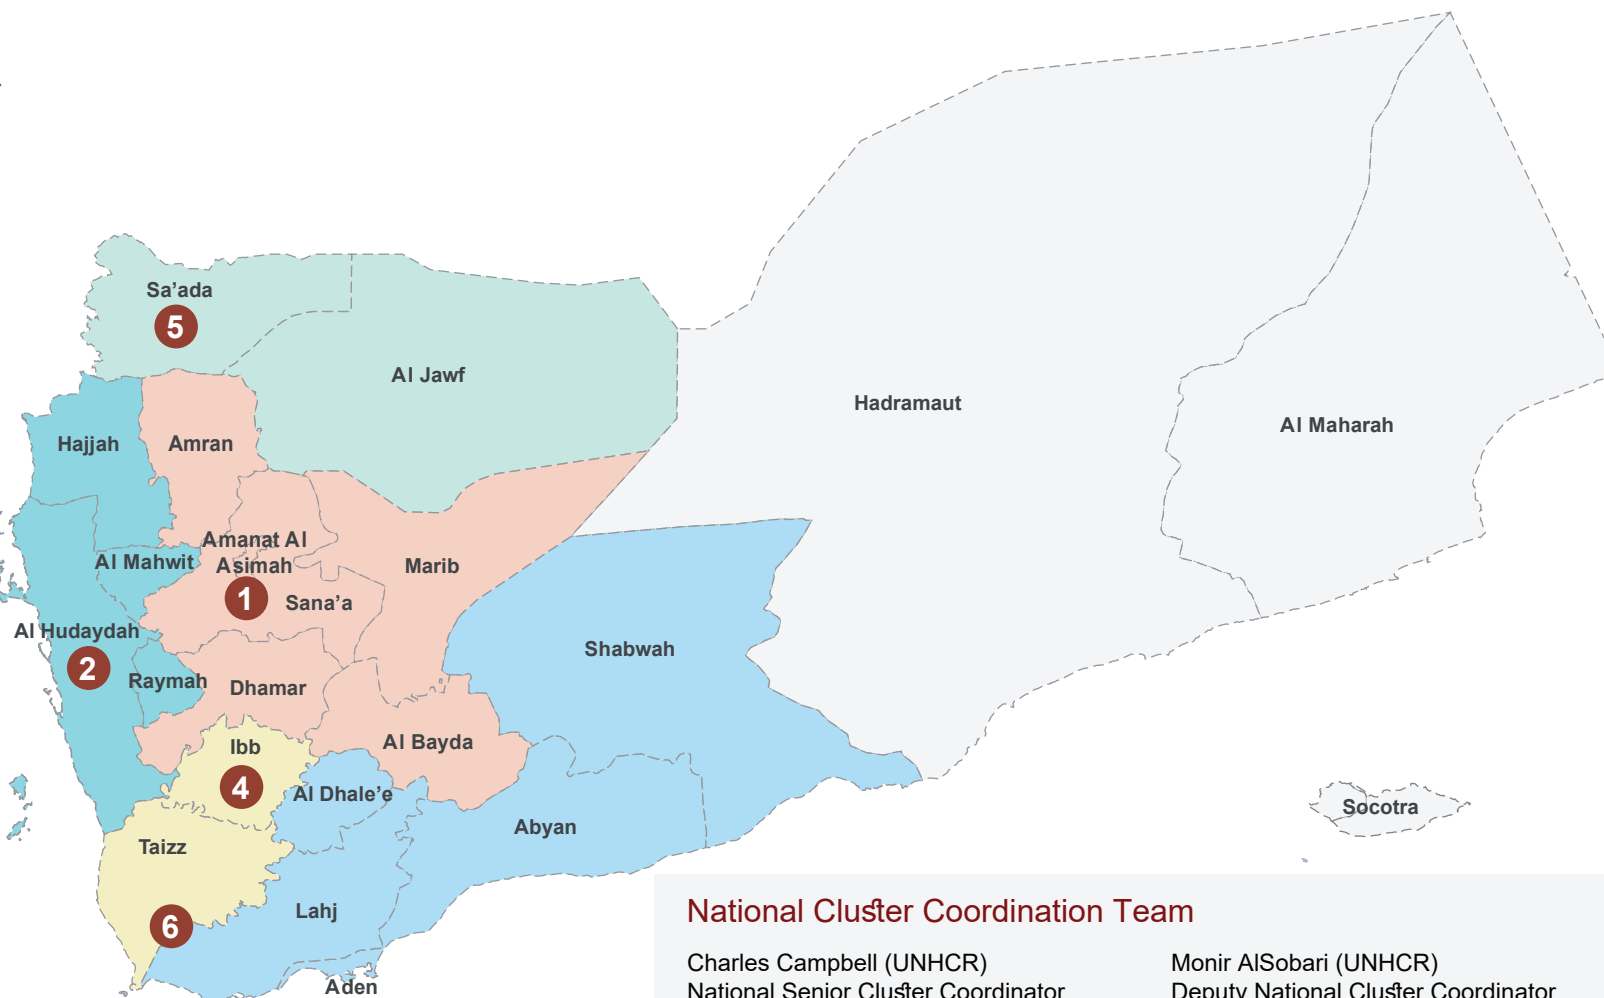 Sa’ada
5
Al Jawf
Hadramaut
Al Maharah
Hajjah
Amran
Amanat Al
Asimah
Al Mahwit
Marib
1
Sana’a
Al Hudaydah
2
Shabwah
Raymah
Dhamar
Ibb
Al Bayda
4
Al Dhale’e
Socotra
Abyan
Taizz
Lahj
6
Aden
National Cluster Coordination Team
Charles Campbell (UNHCR)
National Senior Cluster Coordinator
Monir AlSobari (UNHCR)
Deputy National Cluster Coordinator